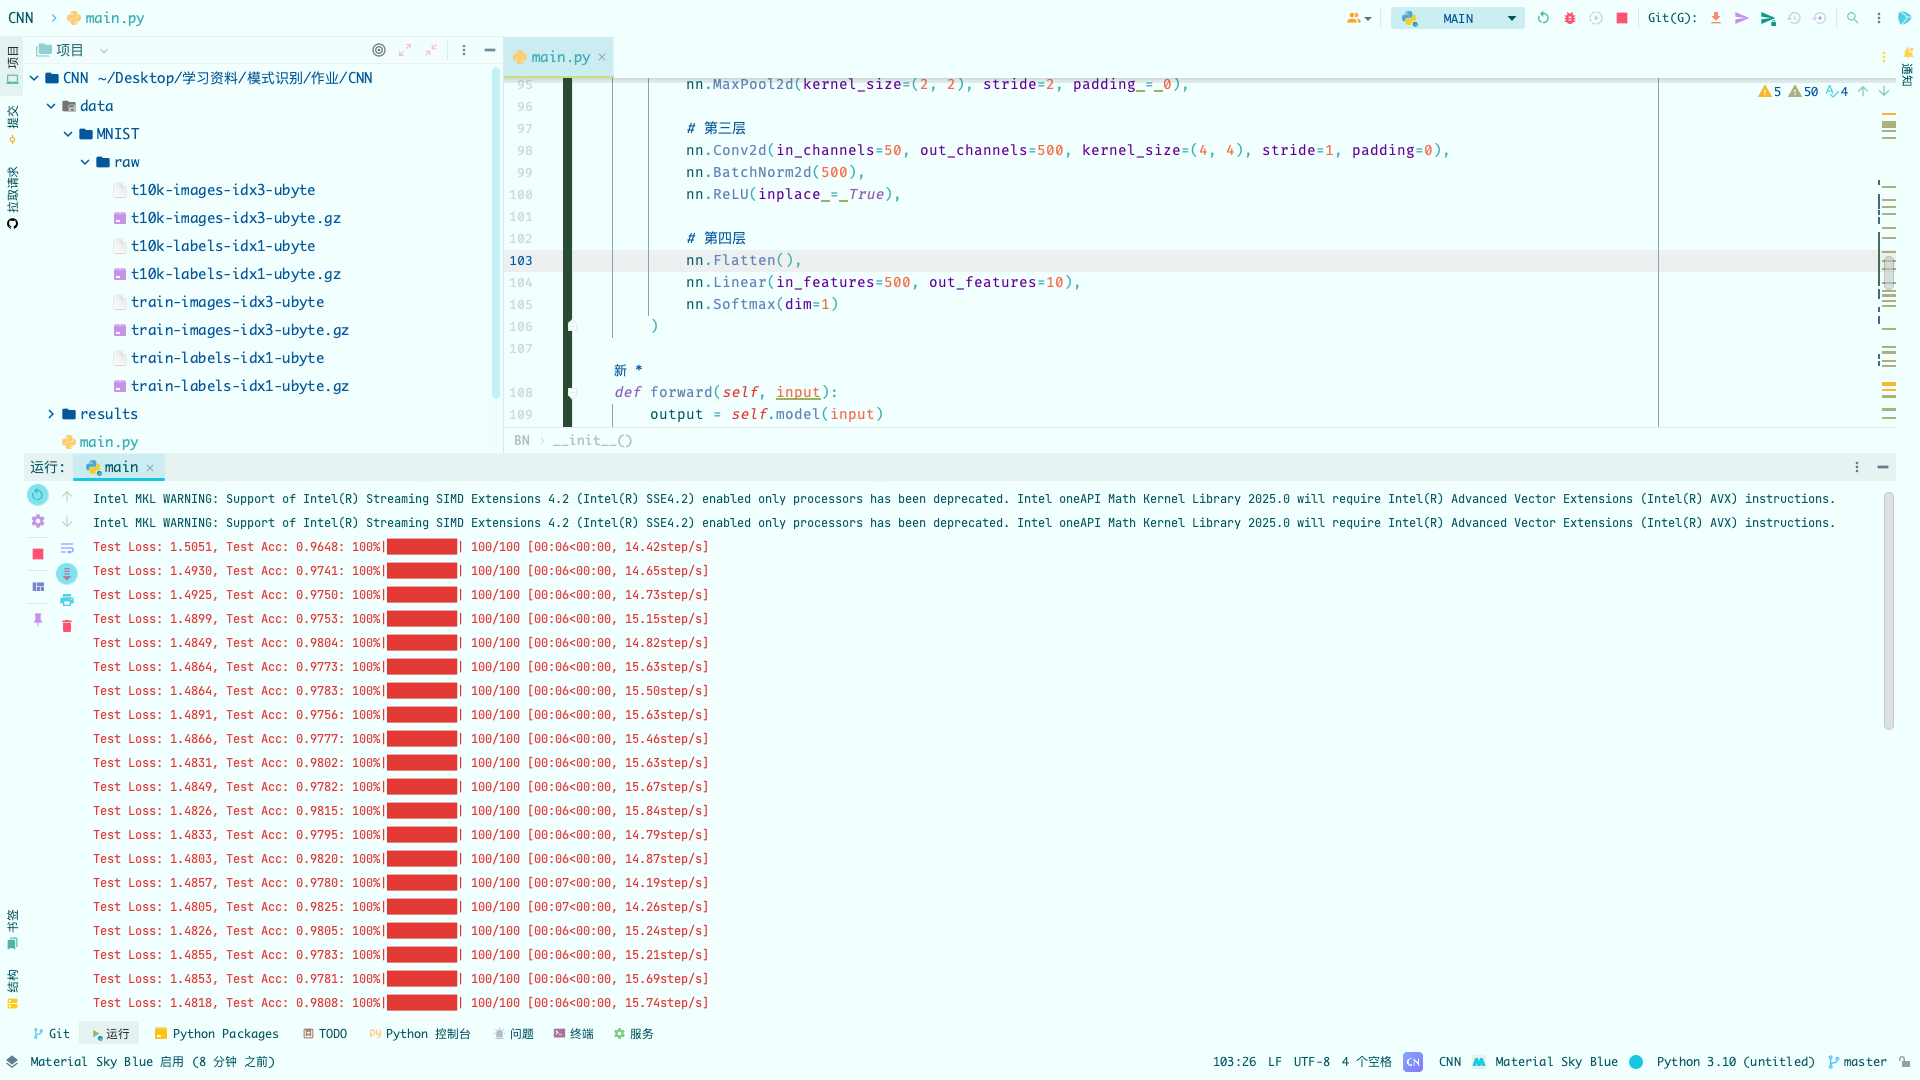 CNN main.py
MAIN Git(G):
项目
main.py
项目
提交
拉取请求
书签
结构
通知
CNN ~/Desktop/学习资料/模式识别/作业/CNN
data
MNIST
raw
t10k-images-idx3-ubyte
t10k-images-idx3-ubyte.gz
t10k-labels-idx1-ubyte
t10k-labels-idx1-ubyte.gz
train-images-idx3-ubyte
train-images-idx3-ubyte.gz
train-labels-idx1-ubyte
train-labels-idx1-ubyte.gz
results
main.py
5 50 4
95 nn.MaxPool2d(kernel_size=(2, 2), stride=2, padding = 0),
96
97 # 第三层
98 nn.Conv2d(in_channels=50, out_channels=500, kernel_size=(4, 4), stride=1, padding=0),
99 nn.BatchNorm2d(500),
100 nn.ReLU(inplace = True),
101
102 # 第四层
103 nn.Flatten(),
104 nn.Linear(in_features=500, out_features=10),
105 nn.Softmax(dim=1)
106 )
107
新 *
108 def forward(self, input):
109 output = self.model(input)
BN __init__()
运行: main
Intel MKL WARNING: Support of Intel(R) Streaming SIMD Extensions 4.2 (Intel(R) SSE4.2) enabled only processors has been deprecated. Intel oneAPI Math Kernel Library 2025.0 will require Intel(R) Advanced Vector Extensions (Intel(R) AVX) instructions.
Intel MKL WARNING: Support of Intel(R) Streaming SIMD Extensions 4.2 (Intel(R) SSE4.2) enabled only processors has been deprecated. Intel oneAPI Math Kernel Library 2025.0 will require Intel(R) Advanced Vector Extensions (Intel(R) AVX) instructions.
Test Loss: 1.5051, Test Acc: 0.9648: 100%|██████████| 100/100 [00:06<00:00, 14.42step/s]
Test Loss: 1.4930, Test Acc: 0.9741: 100%|██████████| 100/100 [00:06<00:00, 14.65step/s]
Test Loss: 1.4925, Test Acc: 0.9750: 100%|██████████| 100/100 [00:06<00:00, 14.73step/s]
Test Loss: 1.4899, Test Acc: 0.9753: 100%|██████████| 100/100 [00:06<00:00, 15.15step/s]
Test Loss: 1.4849, Test Acc: 0.9804: 100%|██████████| 100/100 [00:06<00:00, 14.82step/s]
Test Loss: 1.4864, Test Acc: 0.9773: 100%|██████████| 100/100 [00:06<00:00, 15.63step/s]
Test Loss: 1.4864, Test Acc: 0.9783: 100%|██████████| 100/100 [00:06<00:00, 15.50step/s]
Test Loss: 1.4891, Test Acc: 0.9756: 100%|██████████| 100/100 [00:06<00:00, 15.63step/s]
Test Loss: 1.4866, Test Acc: 0.9777: 100%|██████████| 100/100 [00:06<00:00, 15.46step/s]
Test Loss: 1.4831, Test Acc: 0.9802: 100%|██████████| 100/100 [00:06<00:00, 15.63step/s]
Test Loss: 1.4849, Test Acc: 0.9782: 100%|██████████| 100/100 [00:06<00:00, 15.67step/s]
Test Loss: 1.4826, Test Acc: 0.9815: 100%|██████████| 100/100 [00:06<00:00, 15.84step/s]
Test Loss: 1.4833, Test Acc: 0.9795: 100%|██████████| 100/100 [00:06<00:00, 14.79step/s]
Test Loss: 1.4803, Test Acc: 0.9820: 100%|██████████| 100/100 [00:06<00:00, 14.87step/s]
Test Loss: 1.4857, Test Acc: 0.9780: 100%|██████████| 100/100 [00:07<00:00, 14.19step/s]
Test Loss: 1.4805, Test Acc: 0.9825: 100%|██████████| 100/100 [00:07<00:00, 14.26step/s]
Test Loss: 1.4826, Test Acc: 0.9805: 100%|██████████| 100/100 [00:06<00:00, 15.24step/s]
Test Loss: 1.4855, Test Acc: 0.9783: 100%|██████████| 100/100 [00:06<00:00, 15.21step/s]
Test Loss: 1.4853, Test Acc: 0.9781: 100%|██████████| 100/100 [00:06<00:00, 15.69step/s]
Test Loss: 1.4818, Test Acc: 0.9808: 100%|██████████| 100/100 [00:06<00:00, 15.74step/s]
Git 运行 Python Packages TODO Python 控制台 问题 终端 服务
Material Sky Blue 启用 (8 分钟 之前) 103:26 LF UTF-8 4 个空格 CN CNN Material Sky Blue Python 3.10 (untitled) master